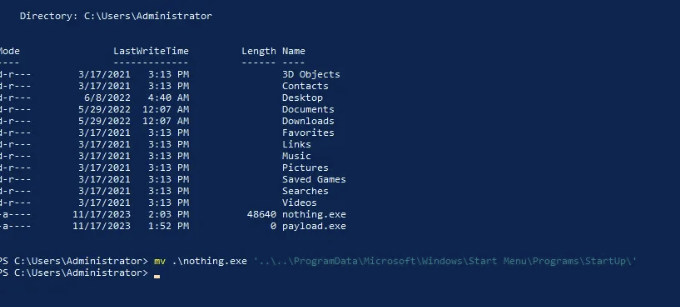 Directory: C:\Users\Administrator
Mode LastWriteTime Length Name
---- ------------- ------ ----
d-r--- 3/17/2021 3:13 PM 3D Objects
d-r--- 3/17/2021 3:13 PM Contacts
d-r--- 6/8/2022 4:40 AM Desktop
d-r--- 5/29/2022 12:07 AM Documents
d-r--- 5/29/2022 12:07 AM Downloads
d-r--- 3/17/2021 3:13 PM Favorites
d-r--- 3/17/2021 3:13 PM Links
d-r--- 3/17/2021 3:13 PM Music
d-r--- 3/17/2021 3:13 PM Pictures
d-r--- 3/17/2021 3:13 PM Saved Games
d-r--- 3/17/2021 3:13 PM Searches
d-r--- 3/17/2021 3:13 PM Videos
-a---- 11/17/2023 2:03 PM 48640 nothing.exe
-a---- 11/17/2023 1:52 PM 0 payload.exe
PS C:\Users\Administrator> mv .\nothing.exe '..\..\ProgramData\Microsoft\Windows\Start Menu\Programs\StartUp\'
PS C:\Users\Administrator> _